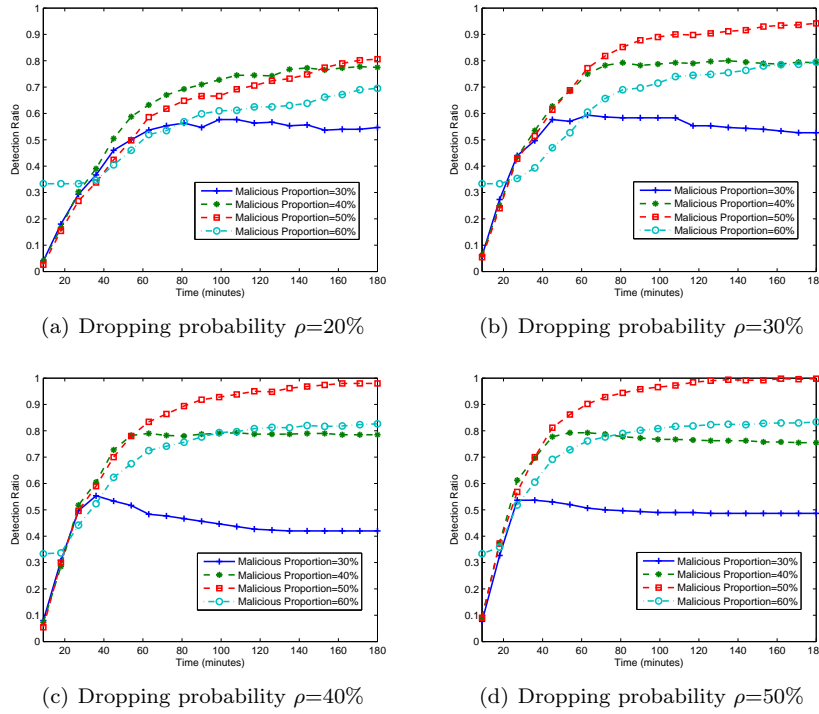 1
0.9
0.8
0.7
0.6
0.5
0.4
0.3
0.2
0.1
0
Detection Ratio
Malicious Proportion=30%
Malicious Proportion=40%
Malicious Proportion=50%
Malicious Proportion=60%
20 40 60 80 100 120 140 160 180
Time (minutes)
(a) Dropping probability ρ=20%
1
0.9
0.8
0.7
0.6
0.5
0.4
0.3
0.2
0.1
0
Detection Ratio
Malicious Proportion=30%
Malicious Proportion=40%
Malicious Proportion=50%
Malicious Proportion=60%
20 40 60 80 100 120 140 160 180
Time (minutes)
(b) Dropping probability ρ=30%
1
0.9
0.8
0.7
0.6
0.5
0.4
0.3
0.2
0.1
0
Detection Ratio
Malicious Proportion=30%
Malicious Proportion=40%
Malicious Proportion=50%
Malicious Proportion=60%
20 40 60 80 100 120 140 160 180
Time (minutes)
(c) Dropping probability ρ=40%
1
0.9
0.8
0.7
0.6
0.5
0.4
0.3
0.2
0.1
0
Detection Ratio
Malicious Proportion=30%
Malicious Proportion=40%
Malicious Proportion=50%
Malicious Proportion=60%
20 40 60 80 100 120 140 160 180
Time (minutes)
(d) Dropping probability ρ=50%